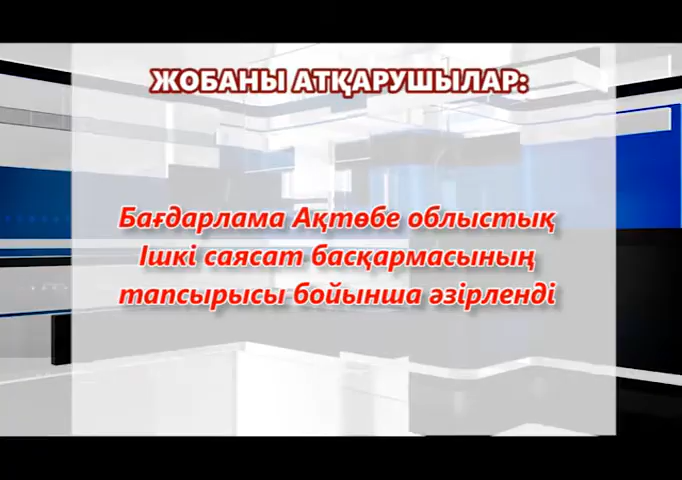 ЖОБАНЫ АТҚАРУШЫЛАР:
Бағдарлама Ақтөбе облыстық
Ішкі саясат басқармасының
тапсырысы бойынша әзірленді